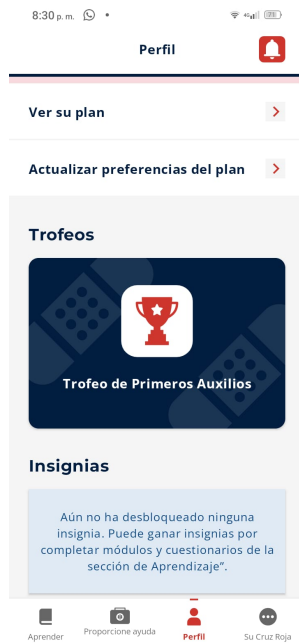 8:30 p. m.
Perfil
Ver su plan
Actualizar preferencias del plan
Trofeos
Trofeo de Primeros Auxilios
Insignias
Aún no ha desbloqueado ninguna
insignia. Puede ganar insignias por
completar módulos y cuestionarios de la
sección de Aprendizaje”.
Aprender
Proporcione ayuda
Perfil
Su Cruz Roja